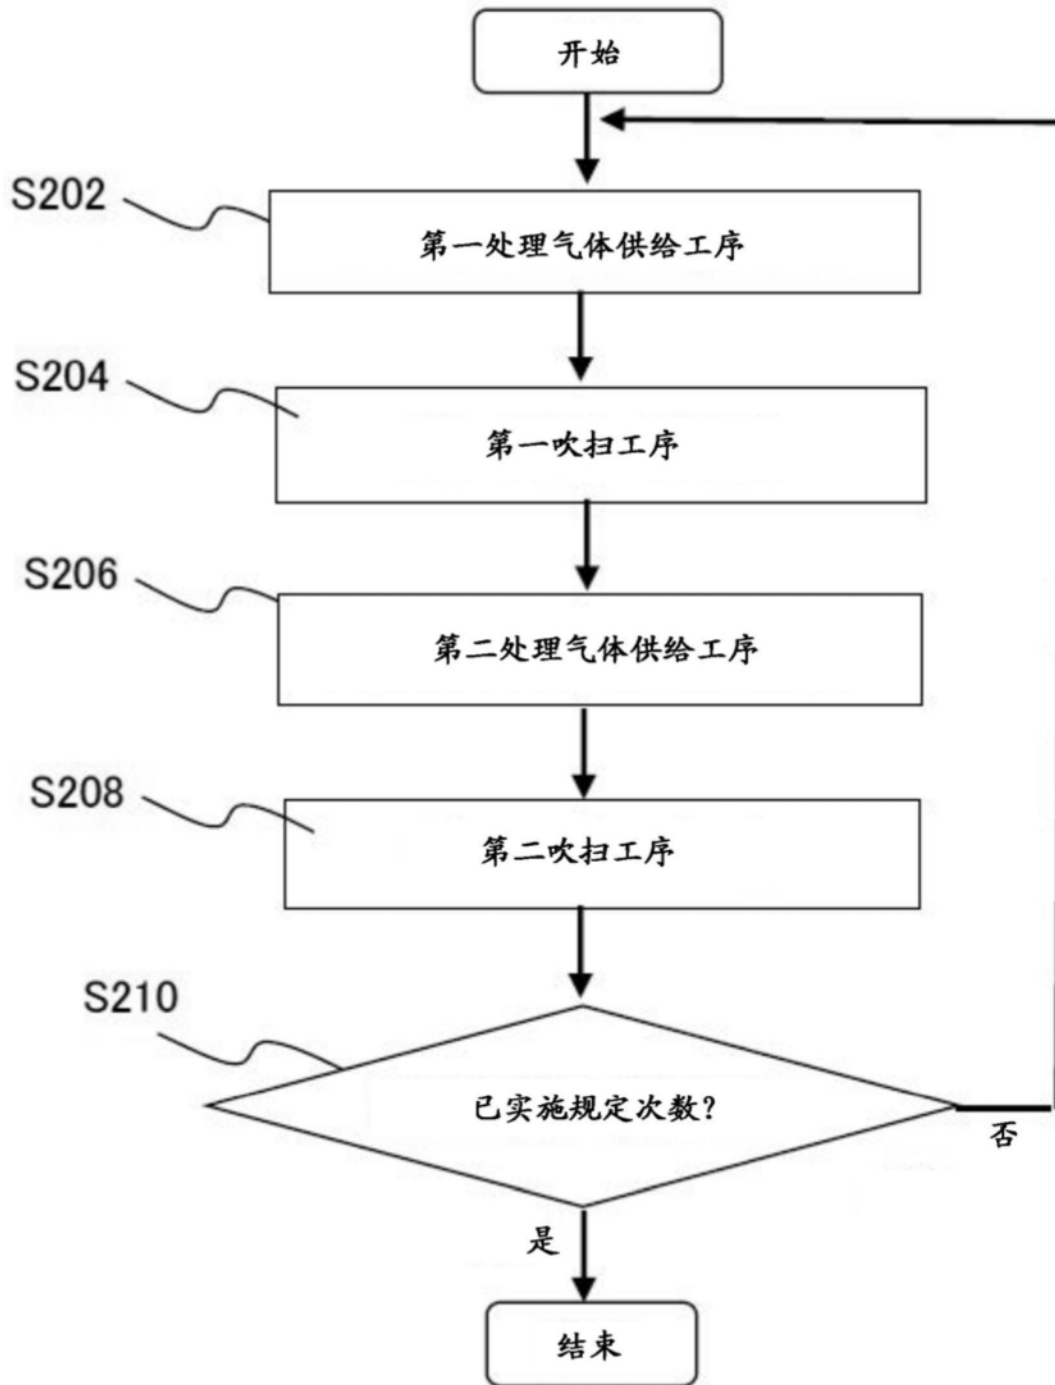 开始
S202
第一处理气体供给工序
S204
第一吹扫工序
S206
第二处理气体供给工序
S208
第二吹扫工序
S210
已实施规定次数?
否
是
结束